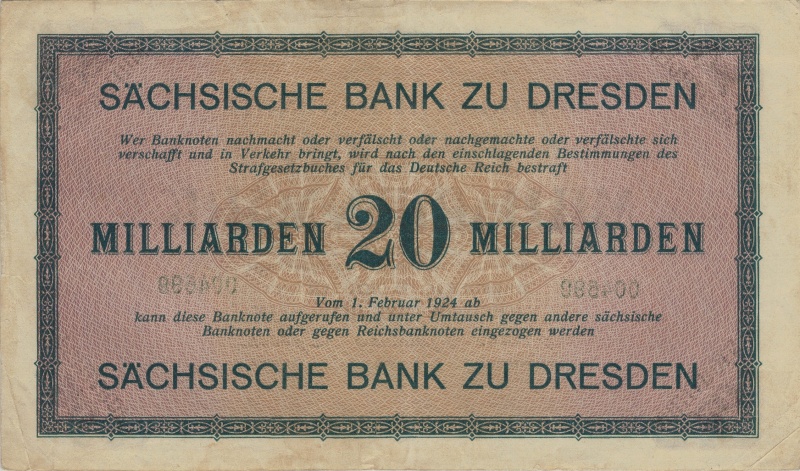 SÄCHSISCHE BANK ZU DRESDEN
Wer Banknoten nachmacht oder verfälscht oder nachgemachte oder verfälschte sich
verschafft und in Verkehr bringt, wird nach den einschlagenden Bestimmungen des
Strafgesetzbuches für das Deutsche Reich bestraft
MILLIARDEN 20 MILLIARDEN
Vom 1. Februar 1924 ab
kann diese Banknote aufgerufen und unter Umtausch gegen andere sächsische
Banknoten oder gegen Reichsbanknoten eingezogen werden
SÄCHSISCHE BANK ZU DRESDEN